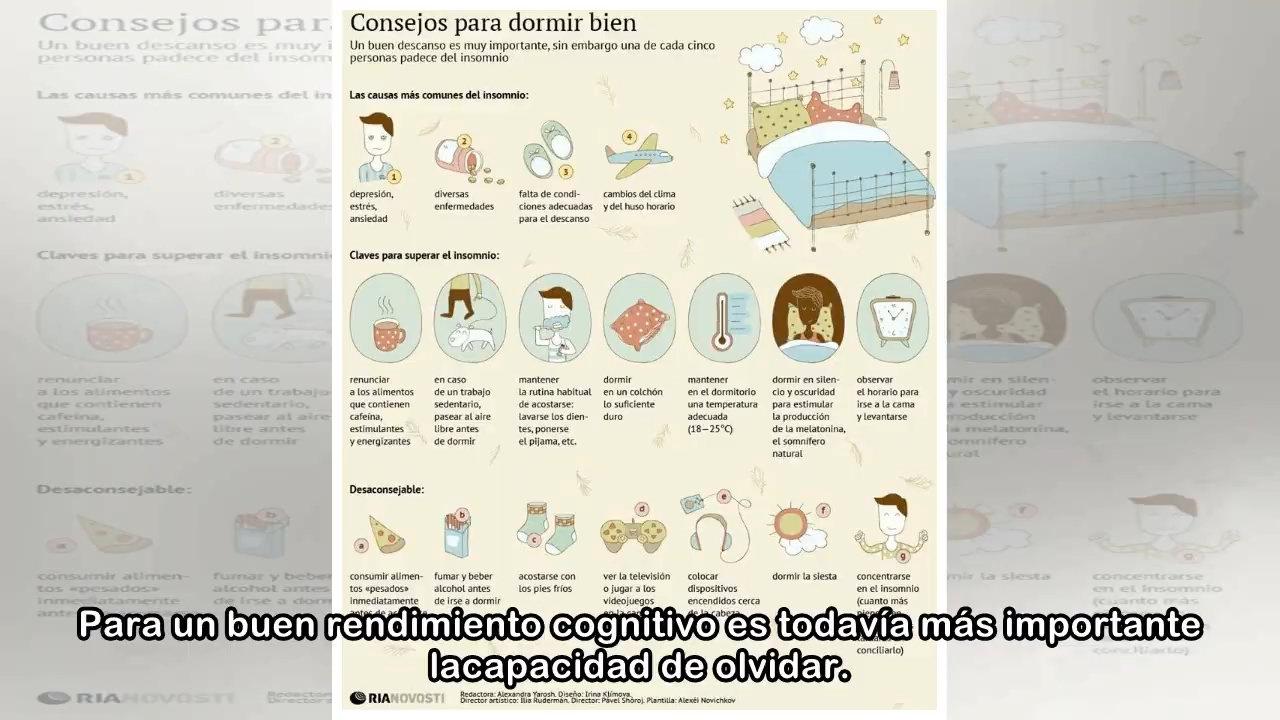 Consejos para dormir bien
Un buen descanso es muy importante, sin embargo una de cada cinco
personas padece del insomnio
Las causas más comunes del insomnio:
1
2
3
4
depresión,
estrés,
ansiedad
diversas
enfermedades
falta de condi-
ciones adecuadas
para el descanso
cambios del clima
y del huso horario
Claves para superar el insomnio:
renunciar
a los alimentos
que contienen
cafeína,
estimulantes
y energizantes
en caso
de un trabajo
sedentario,
pasear al aire
libre antes
de dormir
mantener
la rutina habitual
de acostarse:
lavarse los dien-
tes, ponerse
el pijama, etc.
dormir
en un colchón
lo suficiente
duro
mantener
en el dormitorio
una temperatura
adecuada
(18—25°C)
dormir en silen-
cio y oscuridad
para estimular
la producción
de la melatonina,
el somnífero
natural
observar
el horario para
irse a la cama
y levantarse
Desaconsejable:
a
b
c
d
e
f
g
consumir alimen-
tos «pesados»
inmediatamente
fumar y beber
alcohol antes
de irse a dormir
acostarse con
los pies fríos
ver la televisión
o jugar a los
videojuegos
colocar
dispositivos
encendidos cerca
de la cabeza
dormir la siesta
concentrarse
en el insomnio
(cuanto más
conciliarlo)
Para un buen rendimiento cognitivo es todavía más importante
lacapacidad de olvidar.
RIANOVOSTI
Redactora: Alexandra Yarosh. Diseño: Irina Klímova.
Director artístico: Ilia Ruderman. Director: Pável Shoroj. Plantilla: Alexéi Novichkov